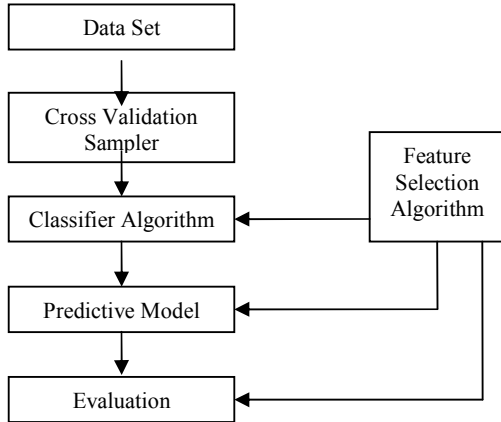 Data Set
Cross Validation
Sampler
Feature
Selection
Algorithm
Classifier Algorithm
Predictive Model
Evaluation